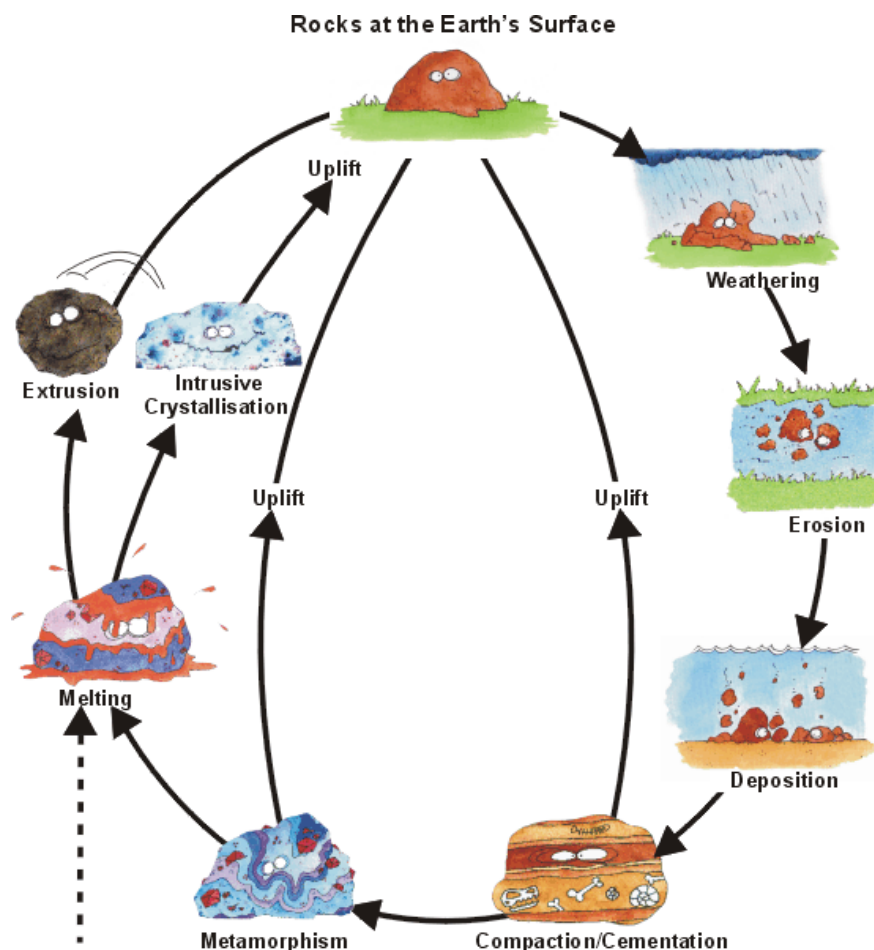 Rocks at the Earth's Surface
Uplift
Weathering
Extrusion
Intrusive
Crystallisation
Uplift
Uplift
Erosion
Melting
Deposition
Metamorphism
Compaction/Cementation